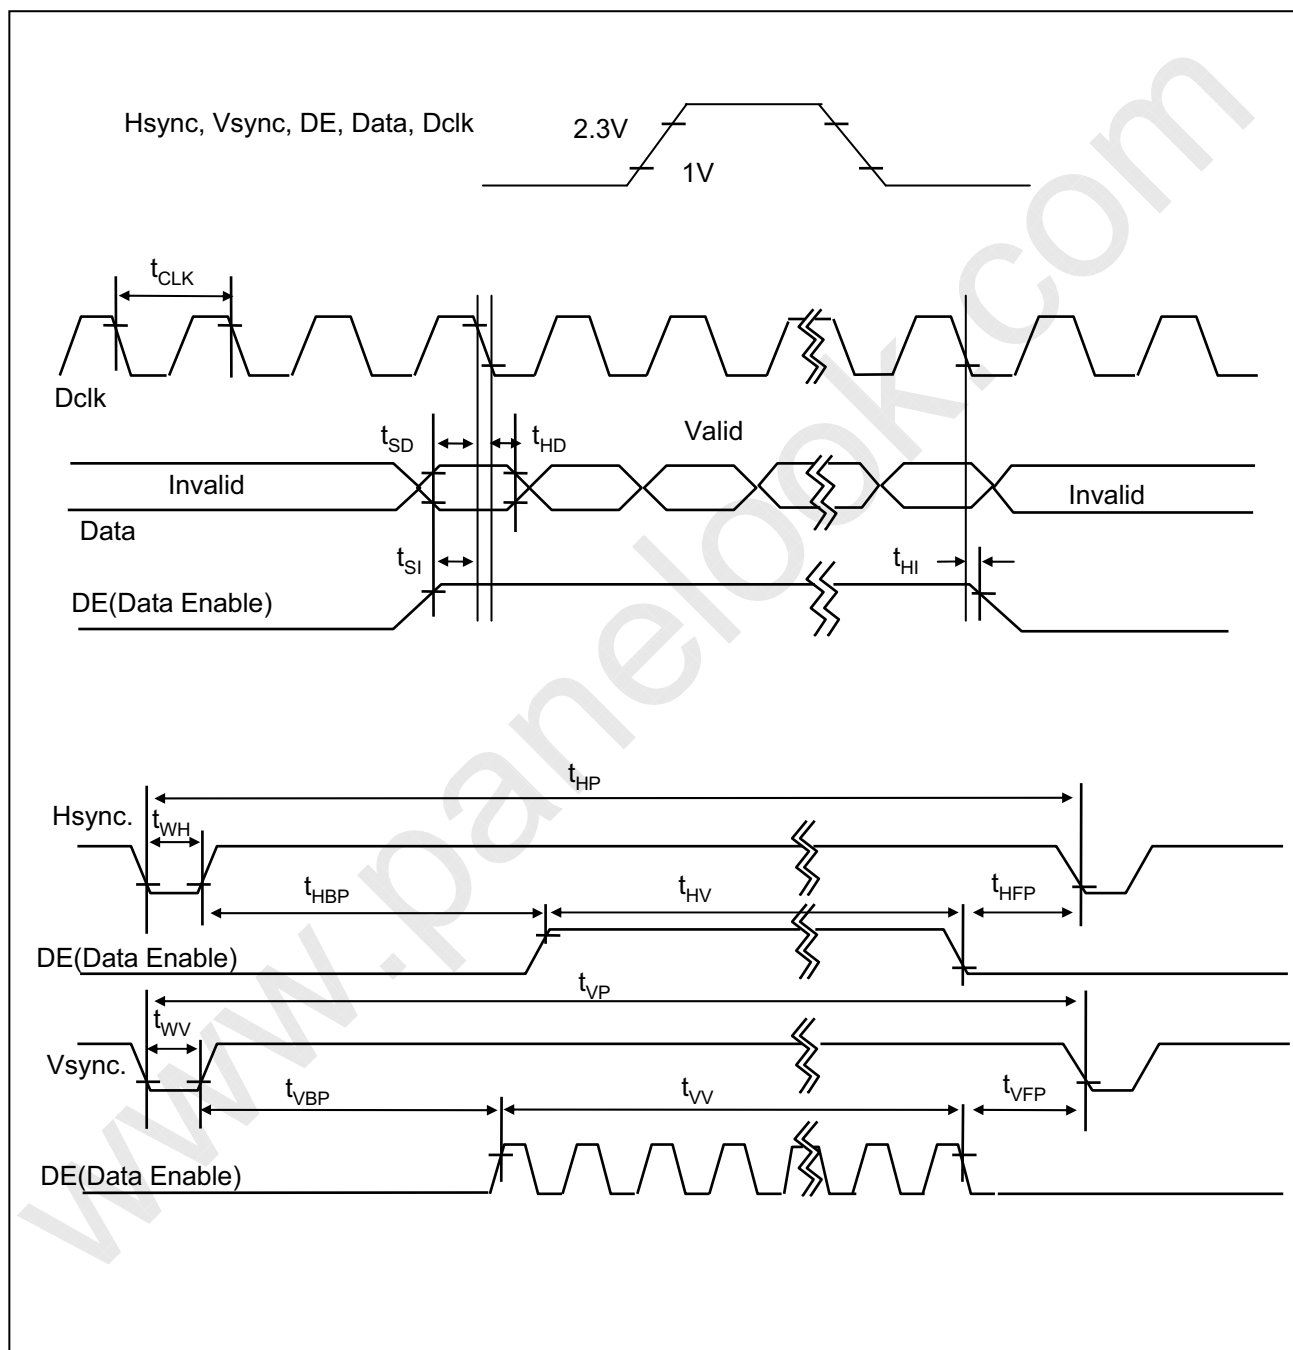 Hsync, Vsync, DE, Data, Dclk
2.3V
1V
tCLK
Dclk
tSD
tHD
Valid
Invalid
Invalid
Data
tSI
tHI
DE(Data Enable)
tHP
Hsync.
tWH
tHBP
tHV
tHFP
DE(Data Enable)
tVP
tWV
Vsync.
tVBP
tVV
tVFP
DE(Data Enable)
www.panelook.com